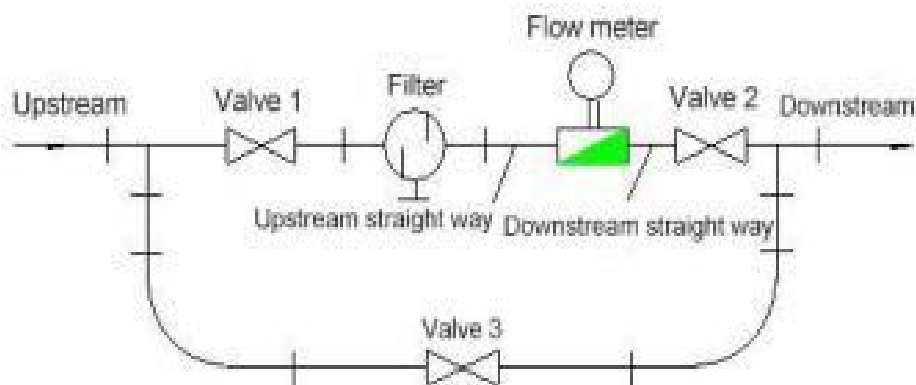 Flow meter
Filter
Upstream
Valve 1
Valve 2
Downstream
Upstream straight way
Downstream straight way
Valve 3